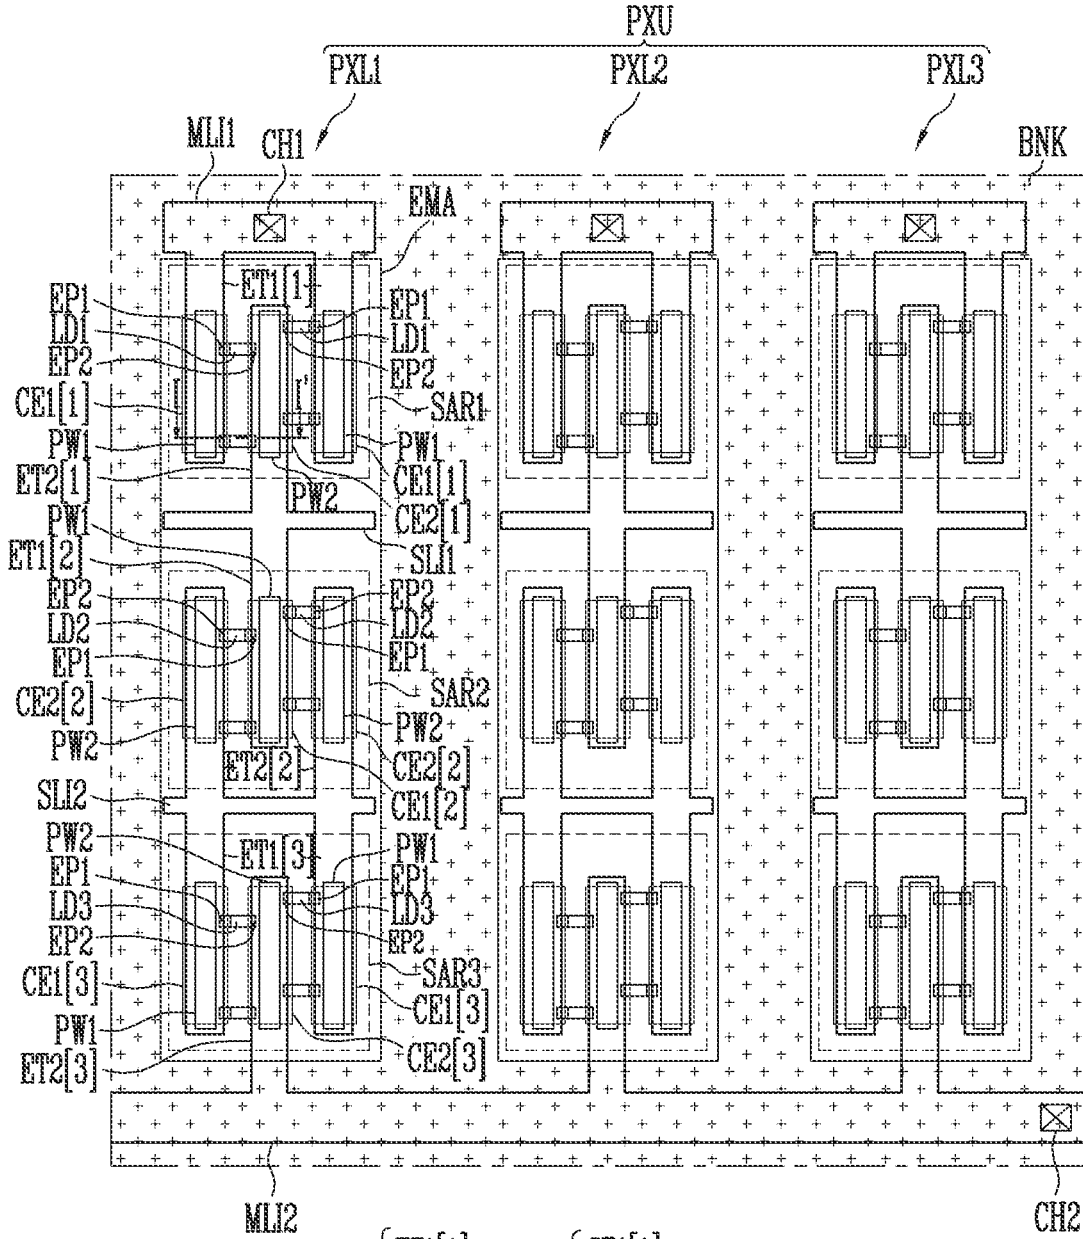 PXU
PXL1 PXL2 PXL3
MLI1 CH1 BNK
EMA
ET1[1]
EP1 EP1
LD1 LD1
EP2 EP2
CE1[1] I I' SAR1
PW1 PW1
ET2[1] CE1[1]
PW2
PW1 CE2[1]
ET1[2] SLI1
EP2 EP2
LD2 LD2
EP1 EP1
CE2[2] SAR2
PW2 PW2
ET2[2] CE2[2]
SLI2 CE1[2]
PW2 ET1[3] PW1
EP1 EP1
LD3 LD3
EP2 EP2
CE1[3] SAR3
CE1[3]
PW1
ET2[3] CE2[3]
MLI2 CH2